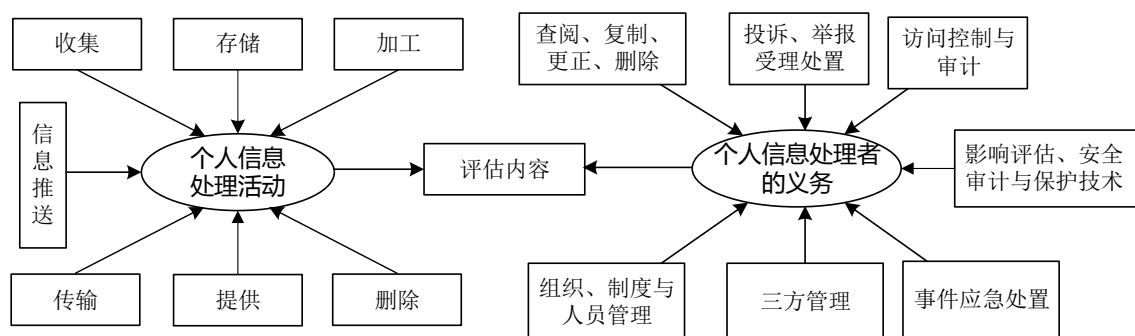 收集
存储
加工
信息推送
个人信息
处理活动
传输
提供
删除
评估内容
查阅、复制、
更正、删除
投诉、举报
受理处置
访问控制与
审计
个人信息处理者
的义务
影响评估、安全
审计与保护技术
组织、制度与
人员管理
三方管理
事件应急处置